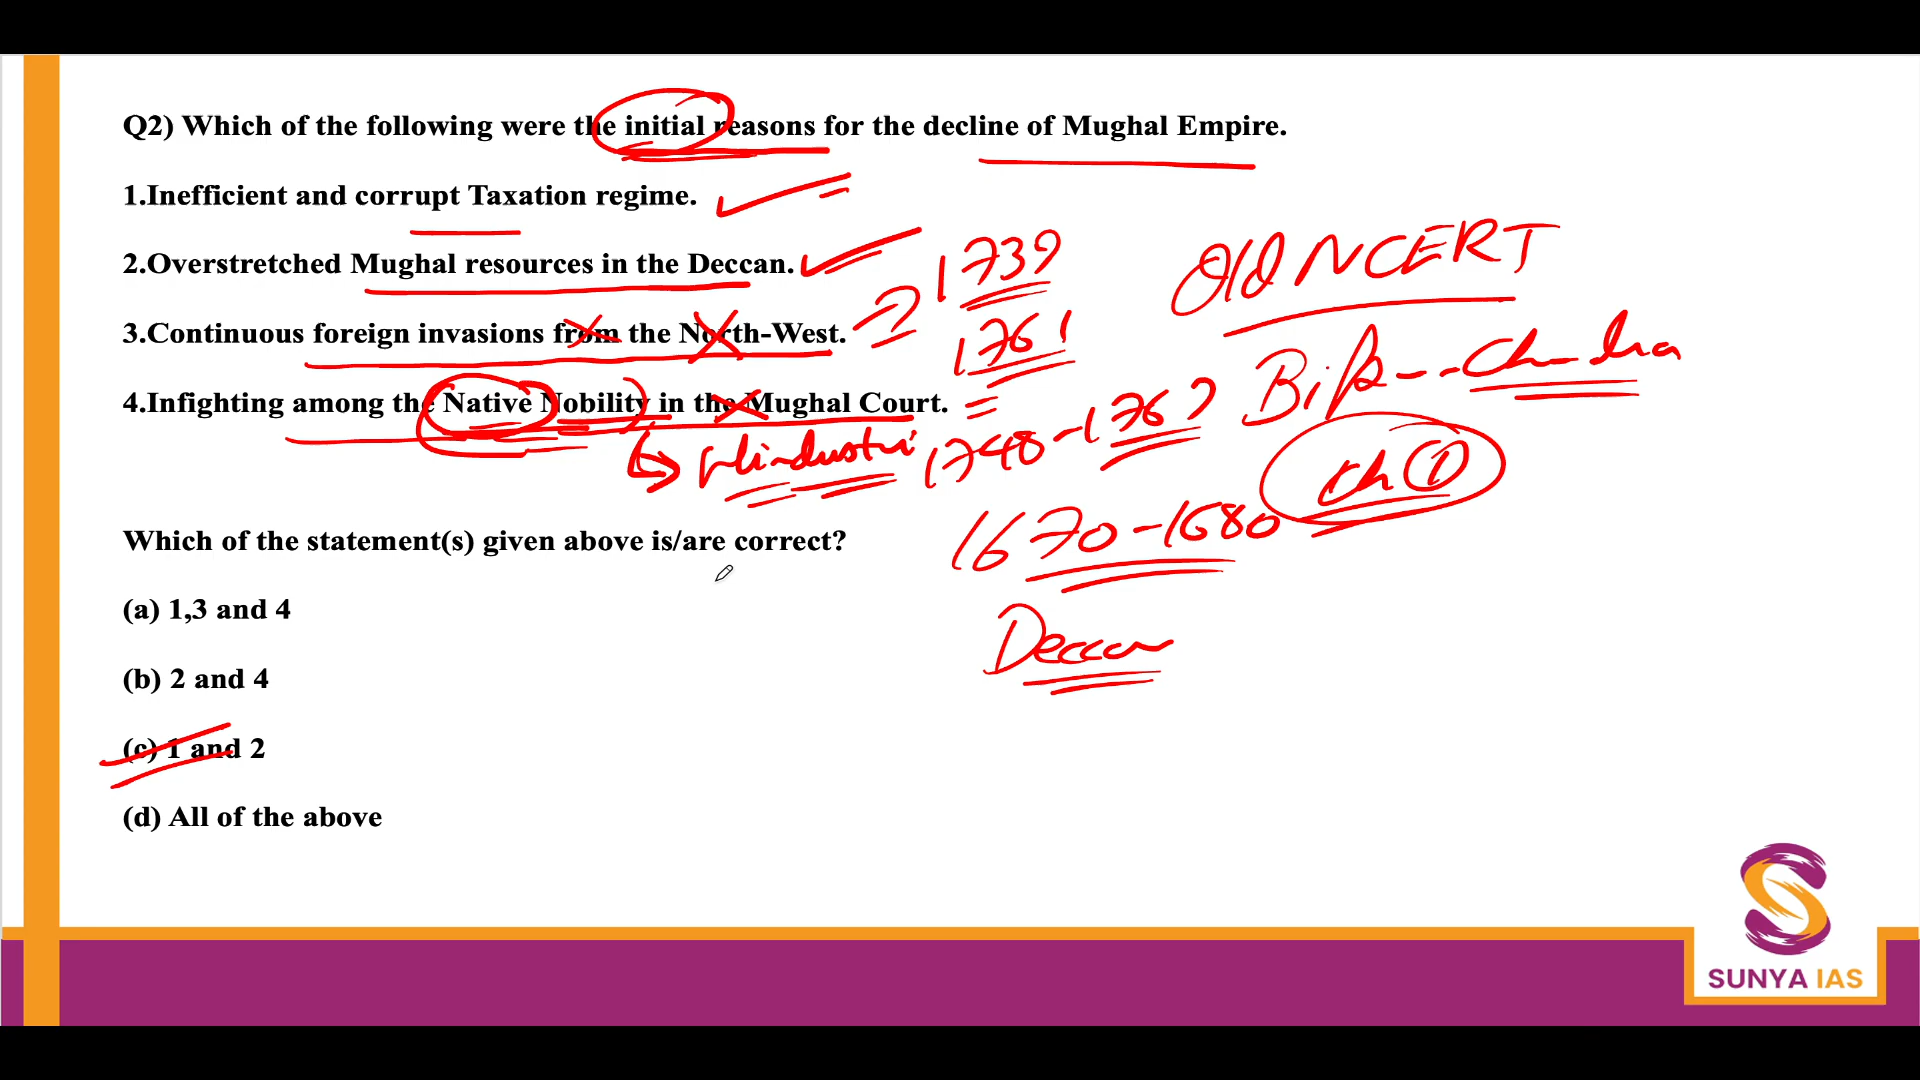 Q2) Which of the following were the initial reasons for the decline of Mughal Empire.
1.Inefficient and corrupt Taxation regime.
2.Overstretched Mughal resources in the Deccan.
1739
Old NCERT
3.Continuous foreign invasions from the North-West.
1761
Bipan Chandra
4.Infighting among the Native Nobility in the Mughal Court.
Hindustani
1748-1767
ch 1
Which of the statement(s) given above is/are correct?
1670-1680
(a) 1,3 and 4
Deccan
(b) 2 and 4
(c) 1 and 2
(d) All of the above
SUNYA IAS